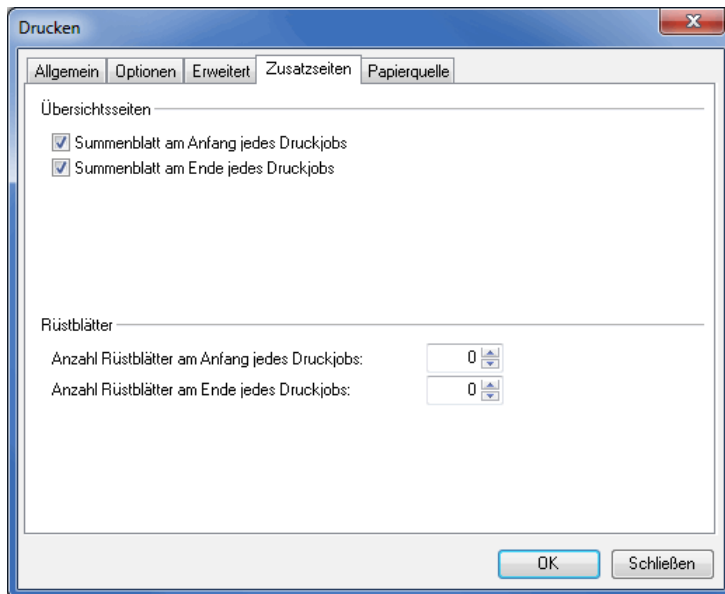 Drucken
Allgemein Optionen Erweitert Zusatzseiten Papierquelle
Übersichtsseiten
Summenblatt am Anfang jedes Druckjobs
Summenblatt am Ende jedes Druckjobs
Rüstblätter
Anzahl Rüstblätter am Anfang jedes Druckjobs: 0
Anzahl Rüstblätter am Ende jedes Druckjobs: 0
OK Schließen